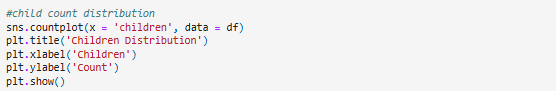 #child count distribution
sns.countplot(x = 'children', data = df)
plt.title('Children Distribution')
plt.xlabel('Children')
plt.ylabel('Count')
plt.show()